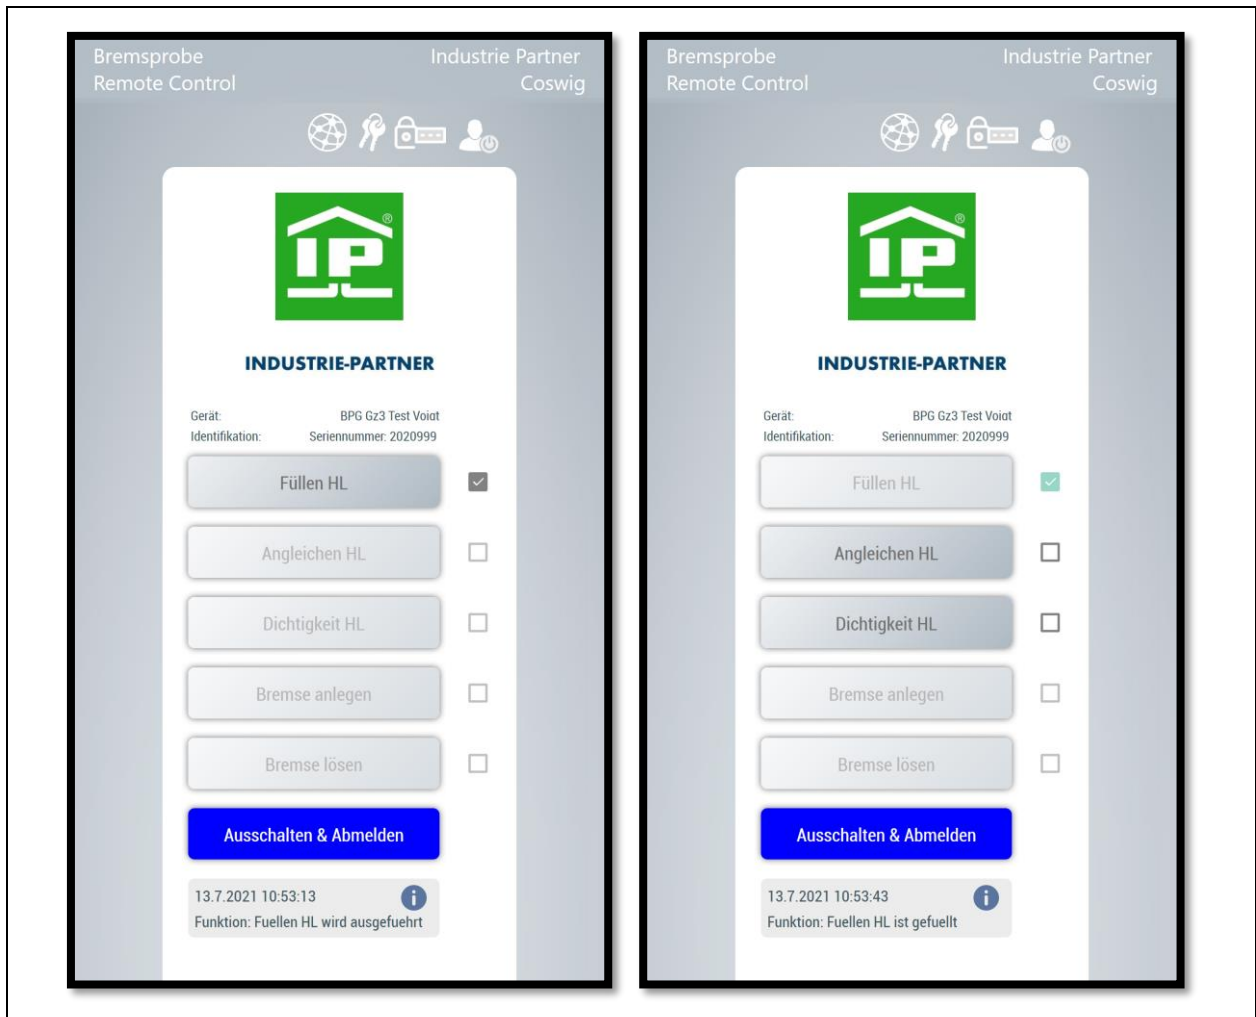 Bremsprobe
Remote Control
Industrie Partner
Coswig
IP
®
INDUSTRIE-PARTNER
Gerät: BPG Gz3 Test Voigt
Identifikation: Seriennummer: 2020999
Füllen HL
Angleichen HL
Dichtigkeit HL
Bremse anlegen
Bremse lösen
Ausschalten & Abmelden
13.7.2021 10:53:13
Funktion: Fuellen HL wird ausgefuehrt
Bremsprobe
Remote Control
Industrie Partner
Coswig
IP
®
INDUSTRIE-PARTNER
Gerät: BPG Gz3 Test Voigt
Identifikation: Seriennummer: 2020999
Füllen HL
Angleichen HL
Dichtigkeit HL
Bremse anlegen
Bremse lösen
Ausschalten & Abmelden
13.7.2021 10:53:43
Funktion: Fuellen HL ist gefuellt